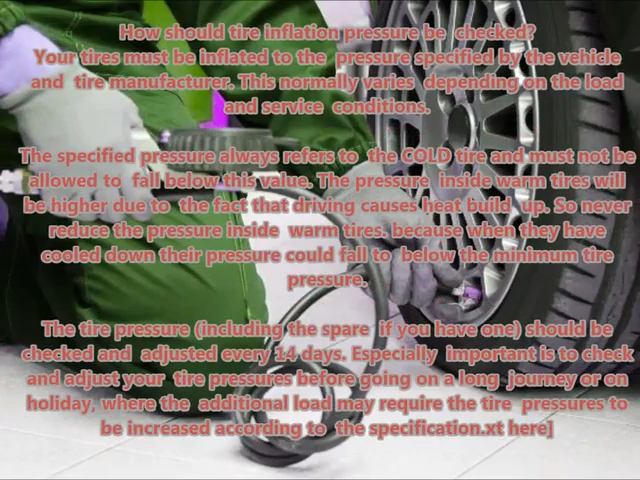 How should tire inflation pressure be checked?
Your tires must be inflated to the pressure specified by the vehicle
and tire manufacturer. This normally varies depending on the load
and service conditions.
The specified pressure always refers to the COLD tire and must not be
allowed to fall below this value. The pressure inside warm tires will
be higher due to the fact that driving causes heat build up. So never
reduce the pressure inside warm tires. because when they have
cooled down their pressure could fall to below the minimum tire
pressure.
The tire pressure (including the spare if you have one) should be
checked and adjusted every 14 days. Especially important is to check
and adjust your tire pressures before going on a long journey or on
holiday, where the additional load may require the tire pressures to
be increased according to the specification.xt here]